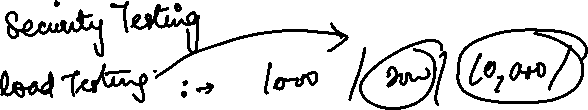 Security Testing
Load Testing :→ 1000 / 2000 / 10,000 /